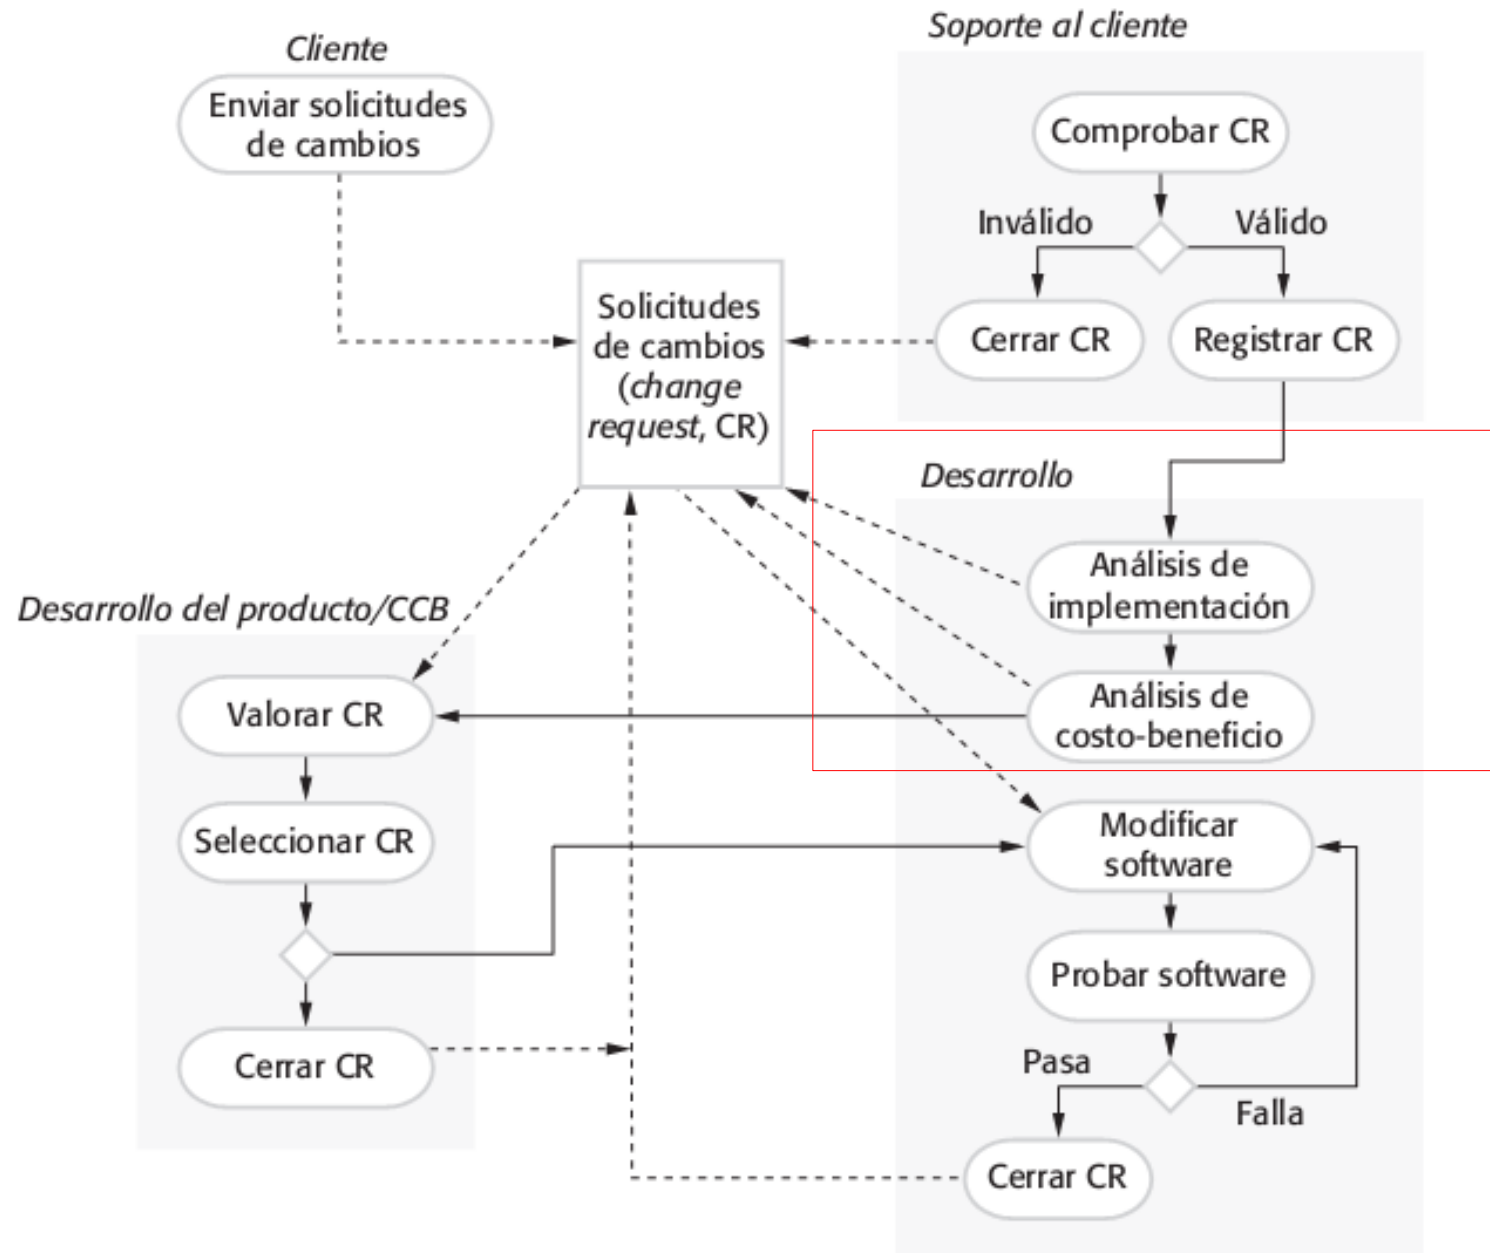 Cliente
Enviar solicitudes
de cambios
Soporte al cliente
Comprobar CR
Inválido
Válido
Cerrar CR
Registrar CR
Solicitudes
de cambios
(change
request, CR)
Desarrollo
Análisis de
implementación
Análisis de
costo-beneficio
Desarrollo del producto/CCB
Valorar CR
Seleccionar CR
Cerrar CR
Modificar
software
Probar software
Pasa
Falla
Cerrar CR